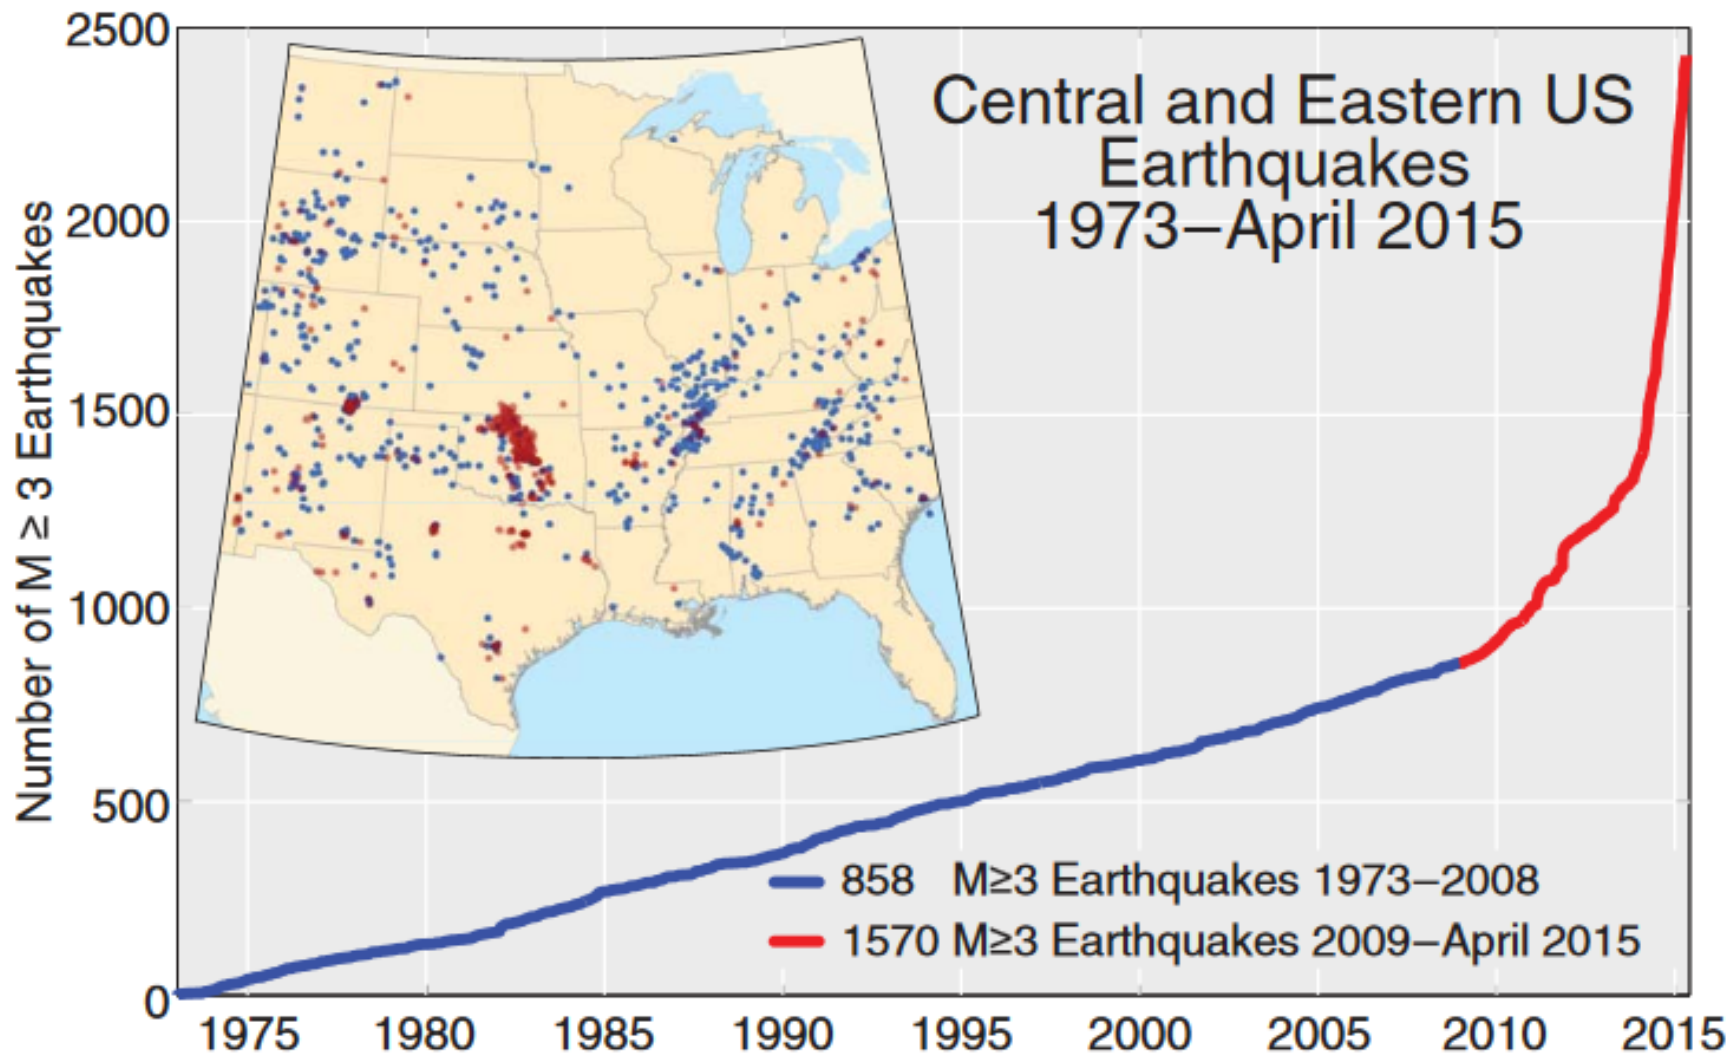 2500
2000
1500
1000
500
0
Number of M ≥ 3 Earthquakes
Central and Eastern US
Earthquakes
1973–April 2015
858 M≥3 Earthquakes 1973–2008
1570 M≥3 Earthquakes 2009–April 2015
1975 1980 1985 1990 1995 2000 2005 2010 2015